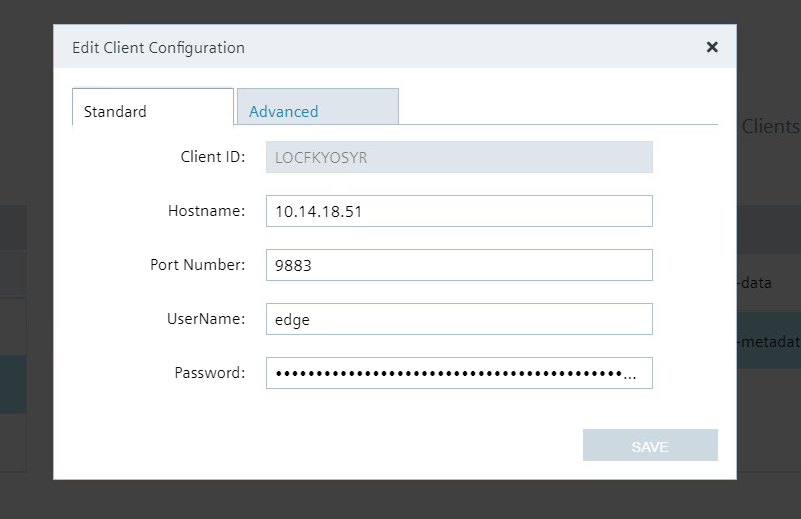 Edit Client Configuration
Standard
Advanced
Clients
Client ID: LOCFKYOSYR
Hostname: 10.14.18.51
Port Number: 9883
-data
UserName: edge
-metadat
Password: ••••••••••••••••••••••••••••••••••••••••••••...
SAVE